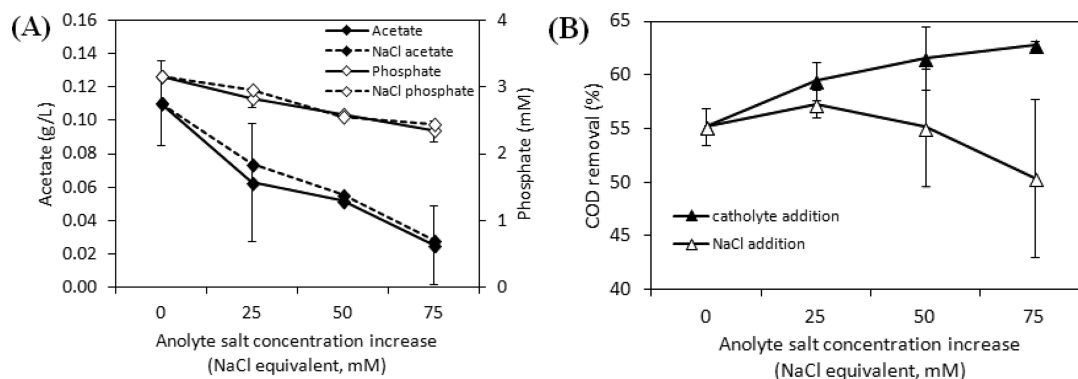 (A)
Acetate (g/L)
0.16
0.14
0.12
0.10
0.08
0.06
0.04
0.02
0.00
Acetate
NaCl acetate
Phosphate
NaCl phosphate
4
3
2
1
0
Phosphate (mM)
0 25 50 75
Anolyte salt concentration increase
(NaCl equivalent, mM)
(B)
COD removal (%)
65
60
55
50
45
40
catholyte addition
NaCl addition
0 25 50 75
Anolyte salt concentration increase
(NaCl equivalent, mM)